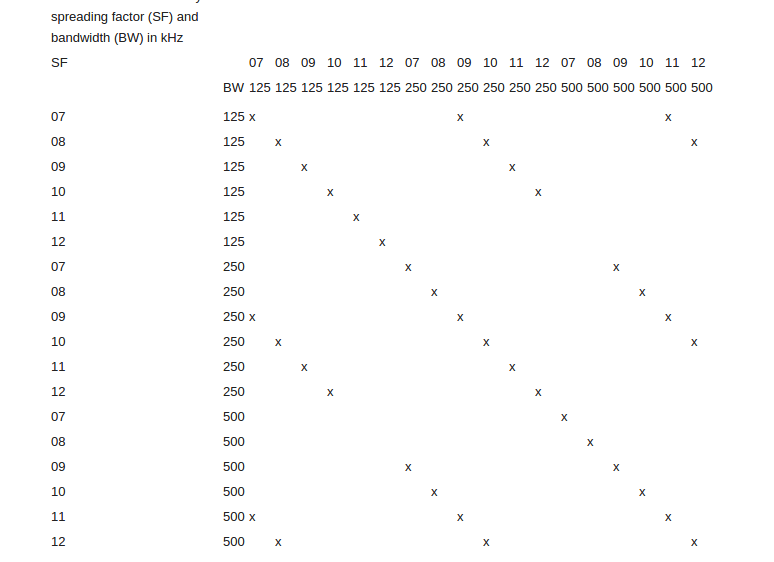 spreading factor (SF) and
bandwidth (BW) in kHz
SF 07 08 09 10 11 12 07 08 09 10 11 12 07 08 09 10 11 12
BW 125 125 125 125 125 125 250 250 250 250 250 250 500 500 500 500 500 500
07 125 x x x
08 125 x x x
09 125 x x
10 125 x x
11 125 x
12 125 x
07 250 x x
08 250 x x
09 250 x x x
10 250 x x x
11 250 x x
12 250 x x
07 500 x
08 500 x
09 500 x x
10 500 x x
11 500 x x x
12 500 x x x